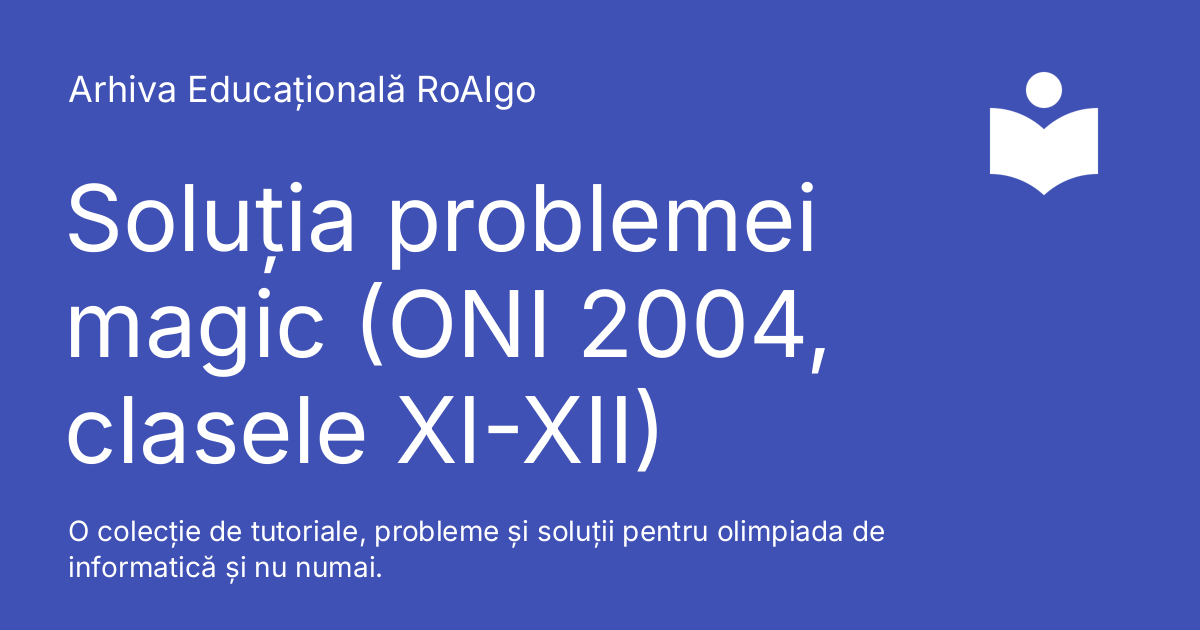 Arhiva Educațională RoAlgo
Soluția problemei
magic (ONI 2004,
clasele XI-XII)
O colecție de tutoriale, probleme și soluții pentru olimpiada de
informatică și nu numai.